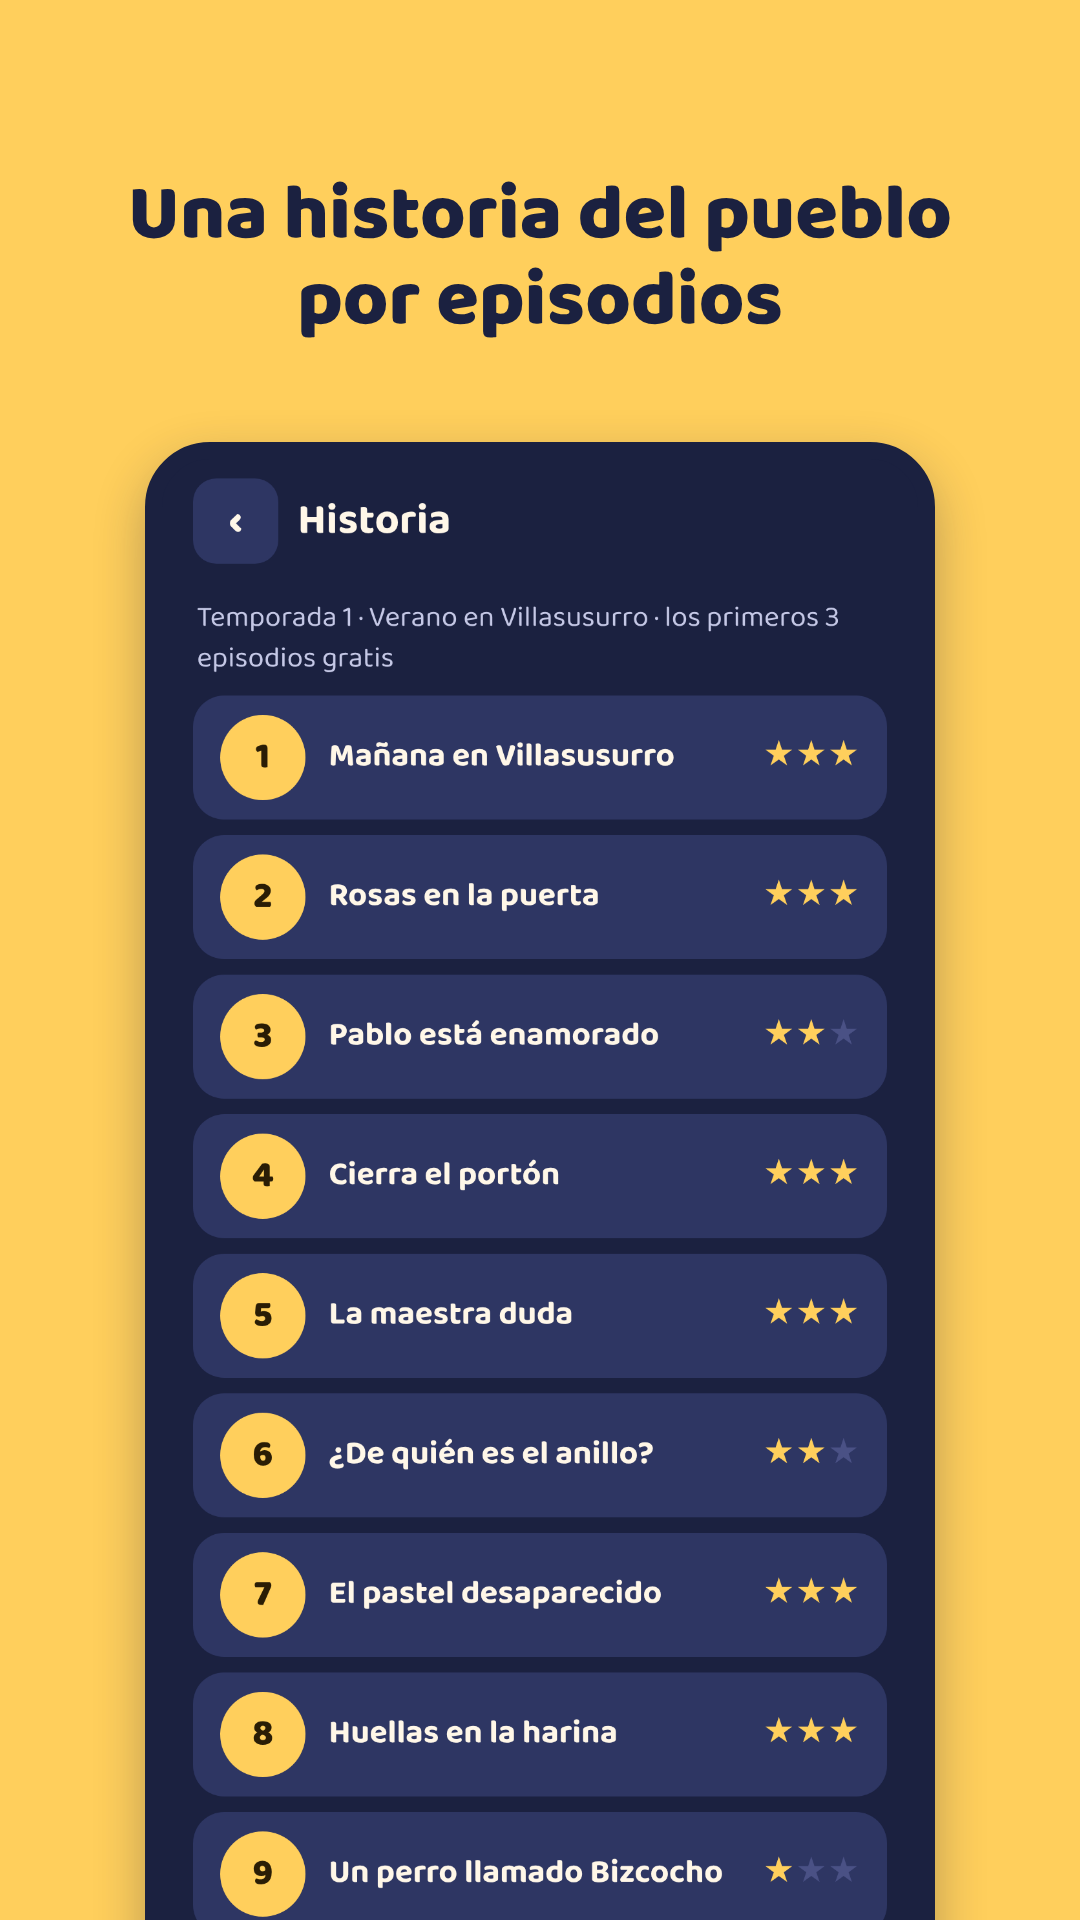 Una historia del pueblo
por episodios
‹ Historia
Temporada 1 · Verano en Villasusurro · los primeros 3
episodios gratis
1 Mañana en Villasusurro ★★★
2 Rosas en la puerta ★★★
3 Pablo está enamorado ★★★
4 Cierra el portón ★★★
5 La maestra duda ★★★
6 ¿De quién es el anillo? ★★★
7 El pastel desaparecido ★★★
8 Huellas en la harina ★★★
9 Un perro llamado Bizcocho ★★★